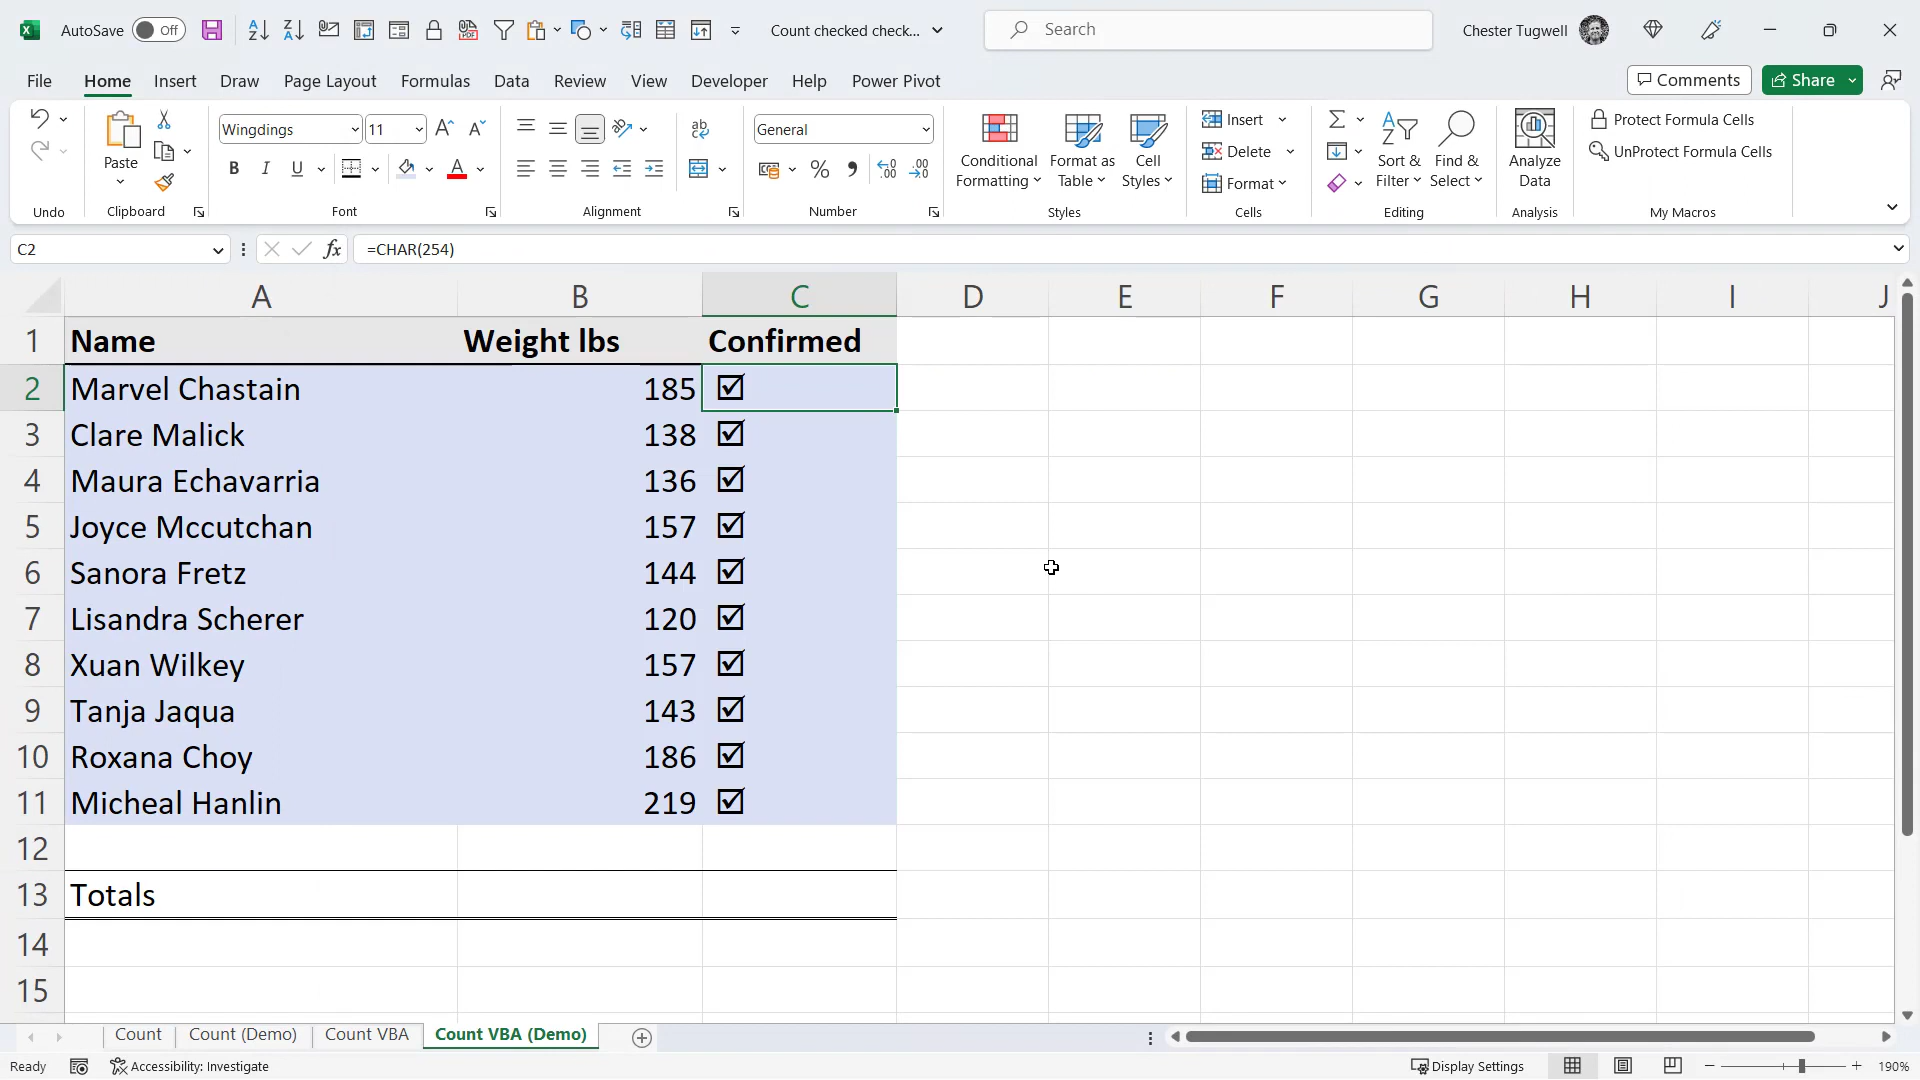 AutoSave Off Count checked check... Search Chester Tugwell
File Home Insert Draw Page Layout Formulas Data Review View Developer Help Power Pivot Comments Share
Paste Wingdings 11 General Conditional Formatting Format as Table Cell Styles Insert Delete Format Sort & Filter Find & Select Analyze Data Protect Formula Cells UnProtect Formula Cells
Undo Clipboard Font Alignment Number Styles Cells Editing Analysis My Macros
C2 fx =CHAR(254)
A B C D E F G H I J
1 Name Weight lbs Confirmed
2 Marvel Chastain 185 ☑
3 Clare Malick 138 ☑
4 Maura Echavarria 136 ☑
5 Joyce Mccutchan 157 ☑
6 Sanora Fretz 144 ☑
7 Lisandra Scherer 120 ☑
8 Xuan Wilkey 157 ☑
9 Tanja Jaqua 143 ☑
10 Roxana Choy 186 ☑
11 Micheal Hanlin 219 ☑
12
13 Totals
14
15
Count Count (Demo) Count VBA Count VBA (Demo)
Ready Accessibility: Investigate Display Settings 190%